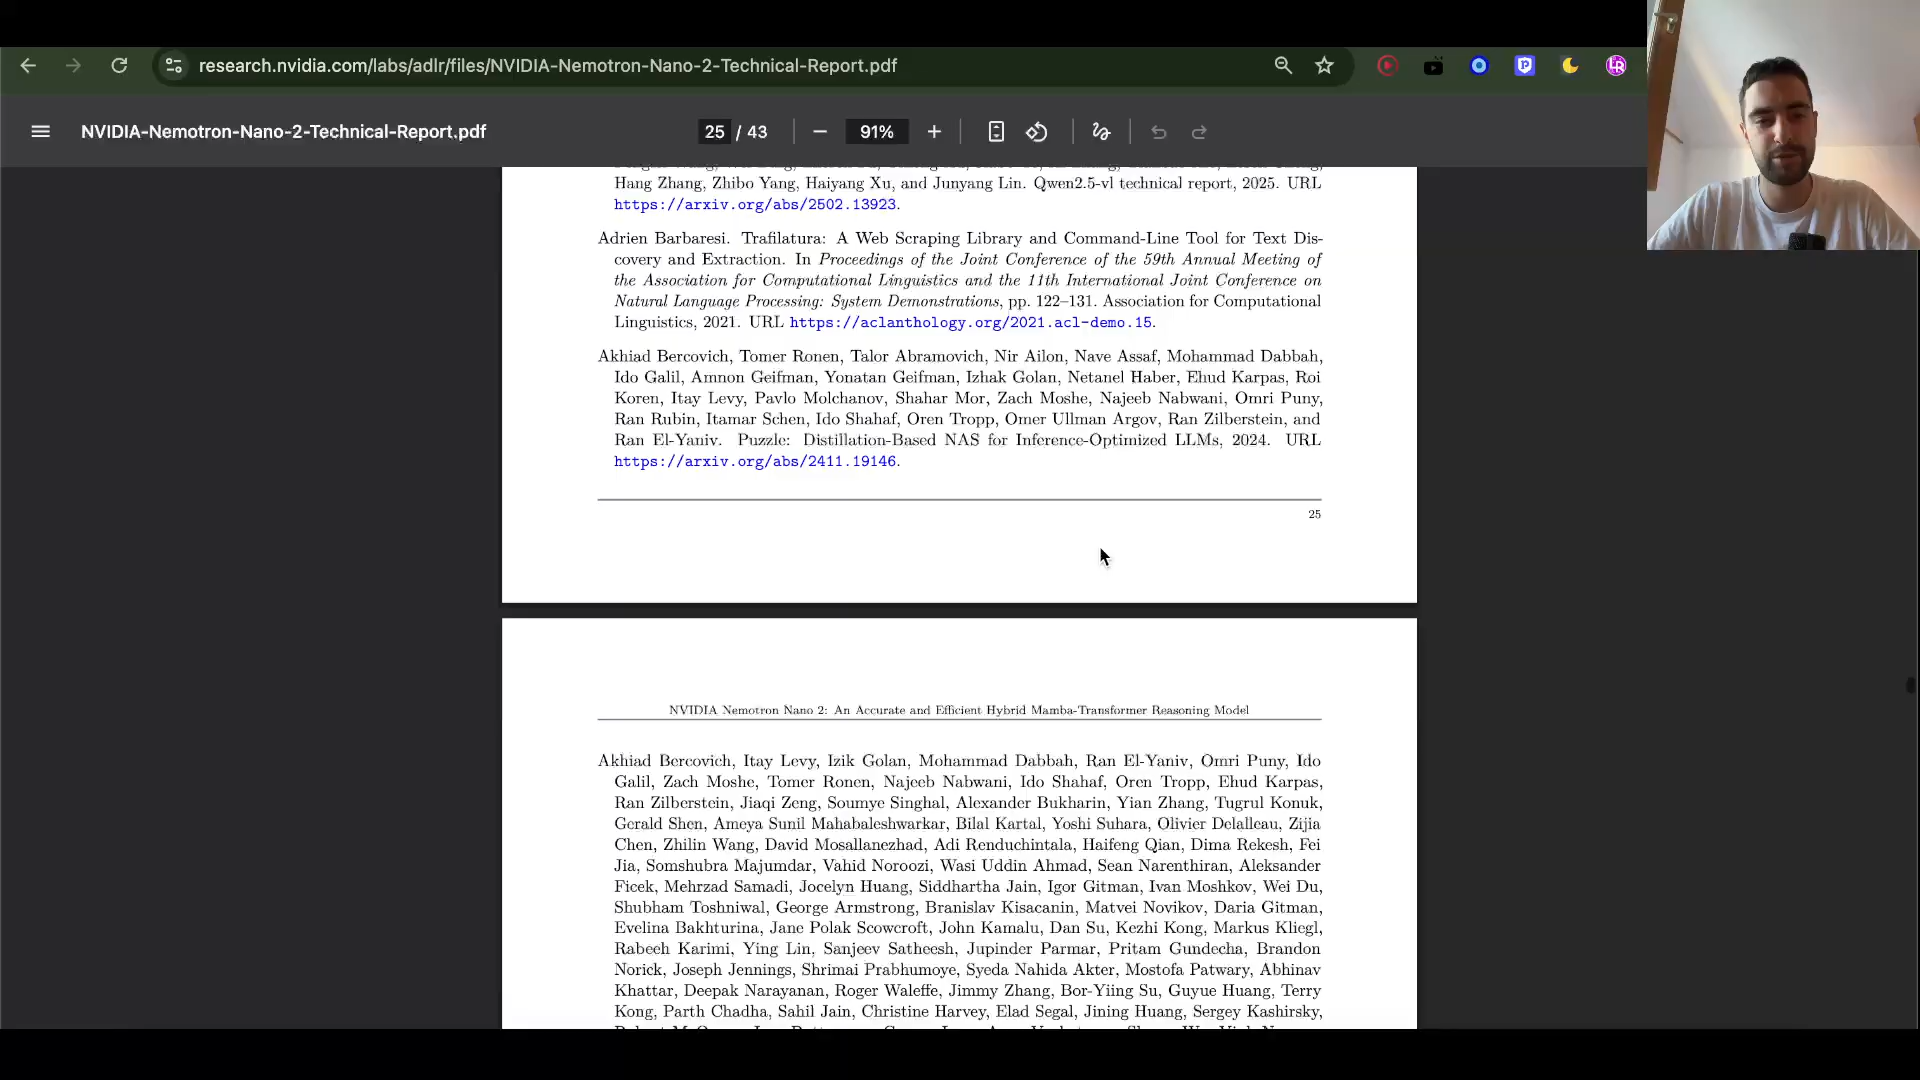 research.nvidia.com/labs/adlr/files/NVIDIA-Nemotron-Nano-2-Technical-Report.pdf
NVIDIA-Nemotron-Nano-2-Technical-Report.pdf
25 / 43
91%
Hang Zhang, Zhibo Yang, Haiyang Xu, and Junyang Lin. Qwen2.5-vl technical report, 2025. URL
https://arxiv.org/abs/2502.13923.
Adrien Barbaresi. Trafilatura: A Web Scraping Library and Command-Line Tool for Text Dis-
covery and Extraction. In Proceedings of the Joint Conference of the 59th Annual Meeting of
the Association for Computational Linguistics and the 11th International Joint Conference on
Natural Language Processing: System Demonstrations, pp. 122–131. Association for Computational
Linguistics, 2021. URL https://aclanthology.org/2021.acl-demo.15.
Akhiad Bercovich, Tomer Ronen, Talor Abramovich, Nir Ailon, Nave Assaf, Mohammad Dabbah,
Ido Galil, Amnon Geifman, Yonatan Geifman, Izhak Golan, Netanel Haber, Ehud Karpas, Roi
Koren, Itay Levy, Pavlo Molchanov, Shahar Mor, Zach Moshe, Najeeb Nabwani, Omri Puny,
Ran Rubin, Itamar Schen, Ido Shahaf, Oren Tropp, Omer Ullman Argov, Ran Zilberstein, and
Ran El-Yaniv. Puzzle: Distillation-Based NAS for Inference-Optimized LLMs, 2024. URL
https://arxiv.org/abs/2411.19146.
25
NVIDIA Nemotron Nano 2: An Accurate and Efficient Hybrid Mamba-Transformer Reasoning Model
Akhiad Bercovich, Itay Levy, Izik Golan, Mohammad Dabbah, Ran El-Yaniv, Omri Puny, Ido
Galil, Zach Moshe, Tomer Ronen, Najeeb Nabwani, Ido Shahaf, Oren Tropp, Ehud Karpas,
Ran Zilberstein, Jiaqi Zeng, Soumye Singhal, Alexander Bukharin, Yian Zhang, Tugrul Konuk,
Gerald Shen, Ameya Sunil Mahabaleshwarkar, Bilal Kartal, Yoshi Suhara, Olivier Delalleau, Zijia
Chen, Zhilin Wang, David Mosallanezhad, Adi Renduchintala, Haifeng Qian, Dima Rekesh, Fei
Jia, Somshubra Majumdar, Vahid Noroozi, Wasi Uddin Ahmad, Sean Narenthiran, Aleksander
Ficek, Mehrzad Samadi, Jocelyn Huang, Siddhartha Jain, Igor Gitman, Ivan Moshkov, Wei Du,
Shubham Toshniwal, George Armstrong, Branislav Kisacanin, Matvei Novikov, Daria Gitman,
Evelina Bakhturina, Jane Polak Scowcroft, John Kamalu, Dan Su, Kezhi Kong, Markus Kliegl,
Rabeeh Karimi, Ying Lin, Sanjeev Satheesh, Jupinder Parmar, Pritam Gundecha, Brandon
Norick, Joseph Jennings, Shrimai Prabhumoye, Syeda Nahida Akter, Mostofa Patwary, Abhinav
Khattar, Deepak Narayanan, Roger Waleffe, Jimmy Zhang, Bor-Yiing Su, Guyue Huang, Terry
Kong, Parth Chadha, Sahil Jain, Christine Harvey, Elad Segal, Jining Huang, Sergey Kashirsky,